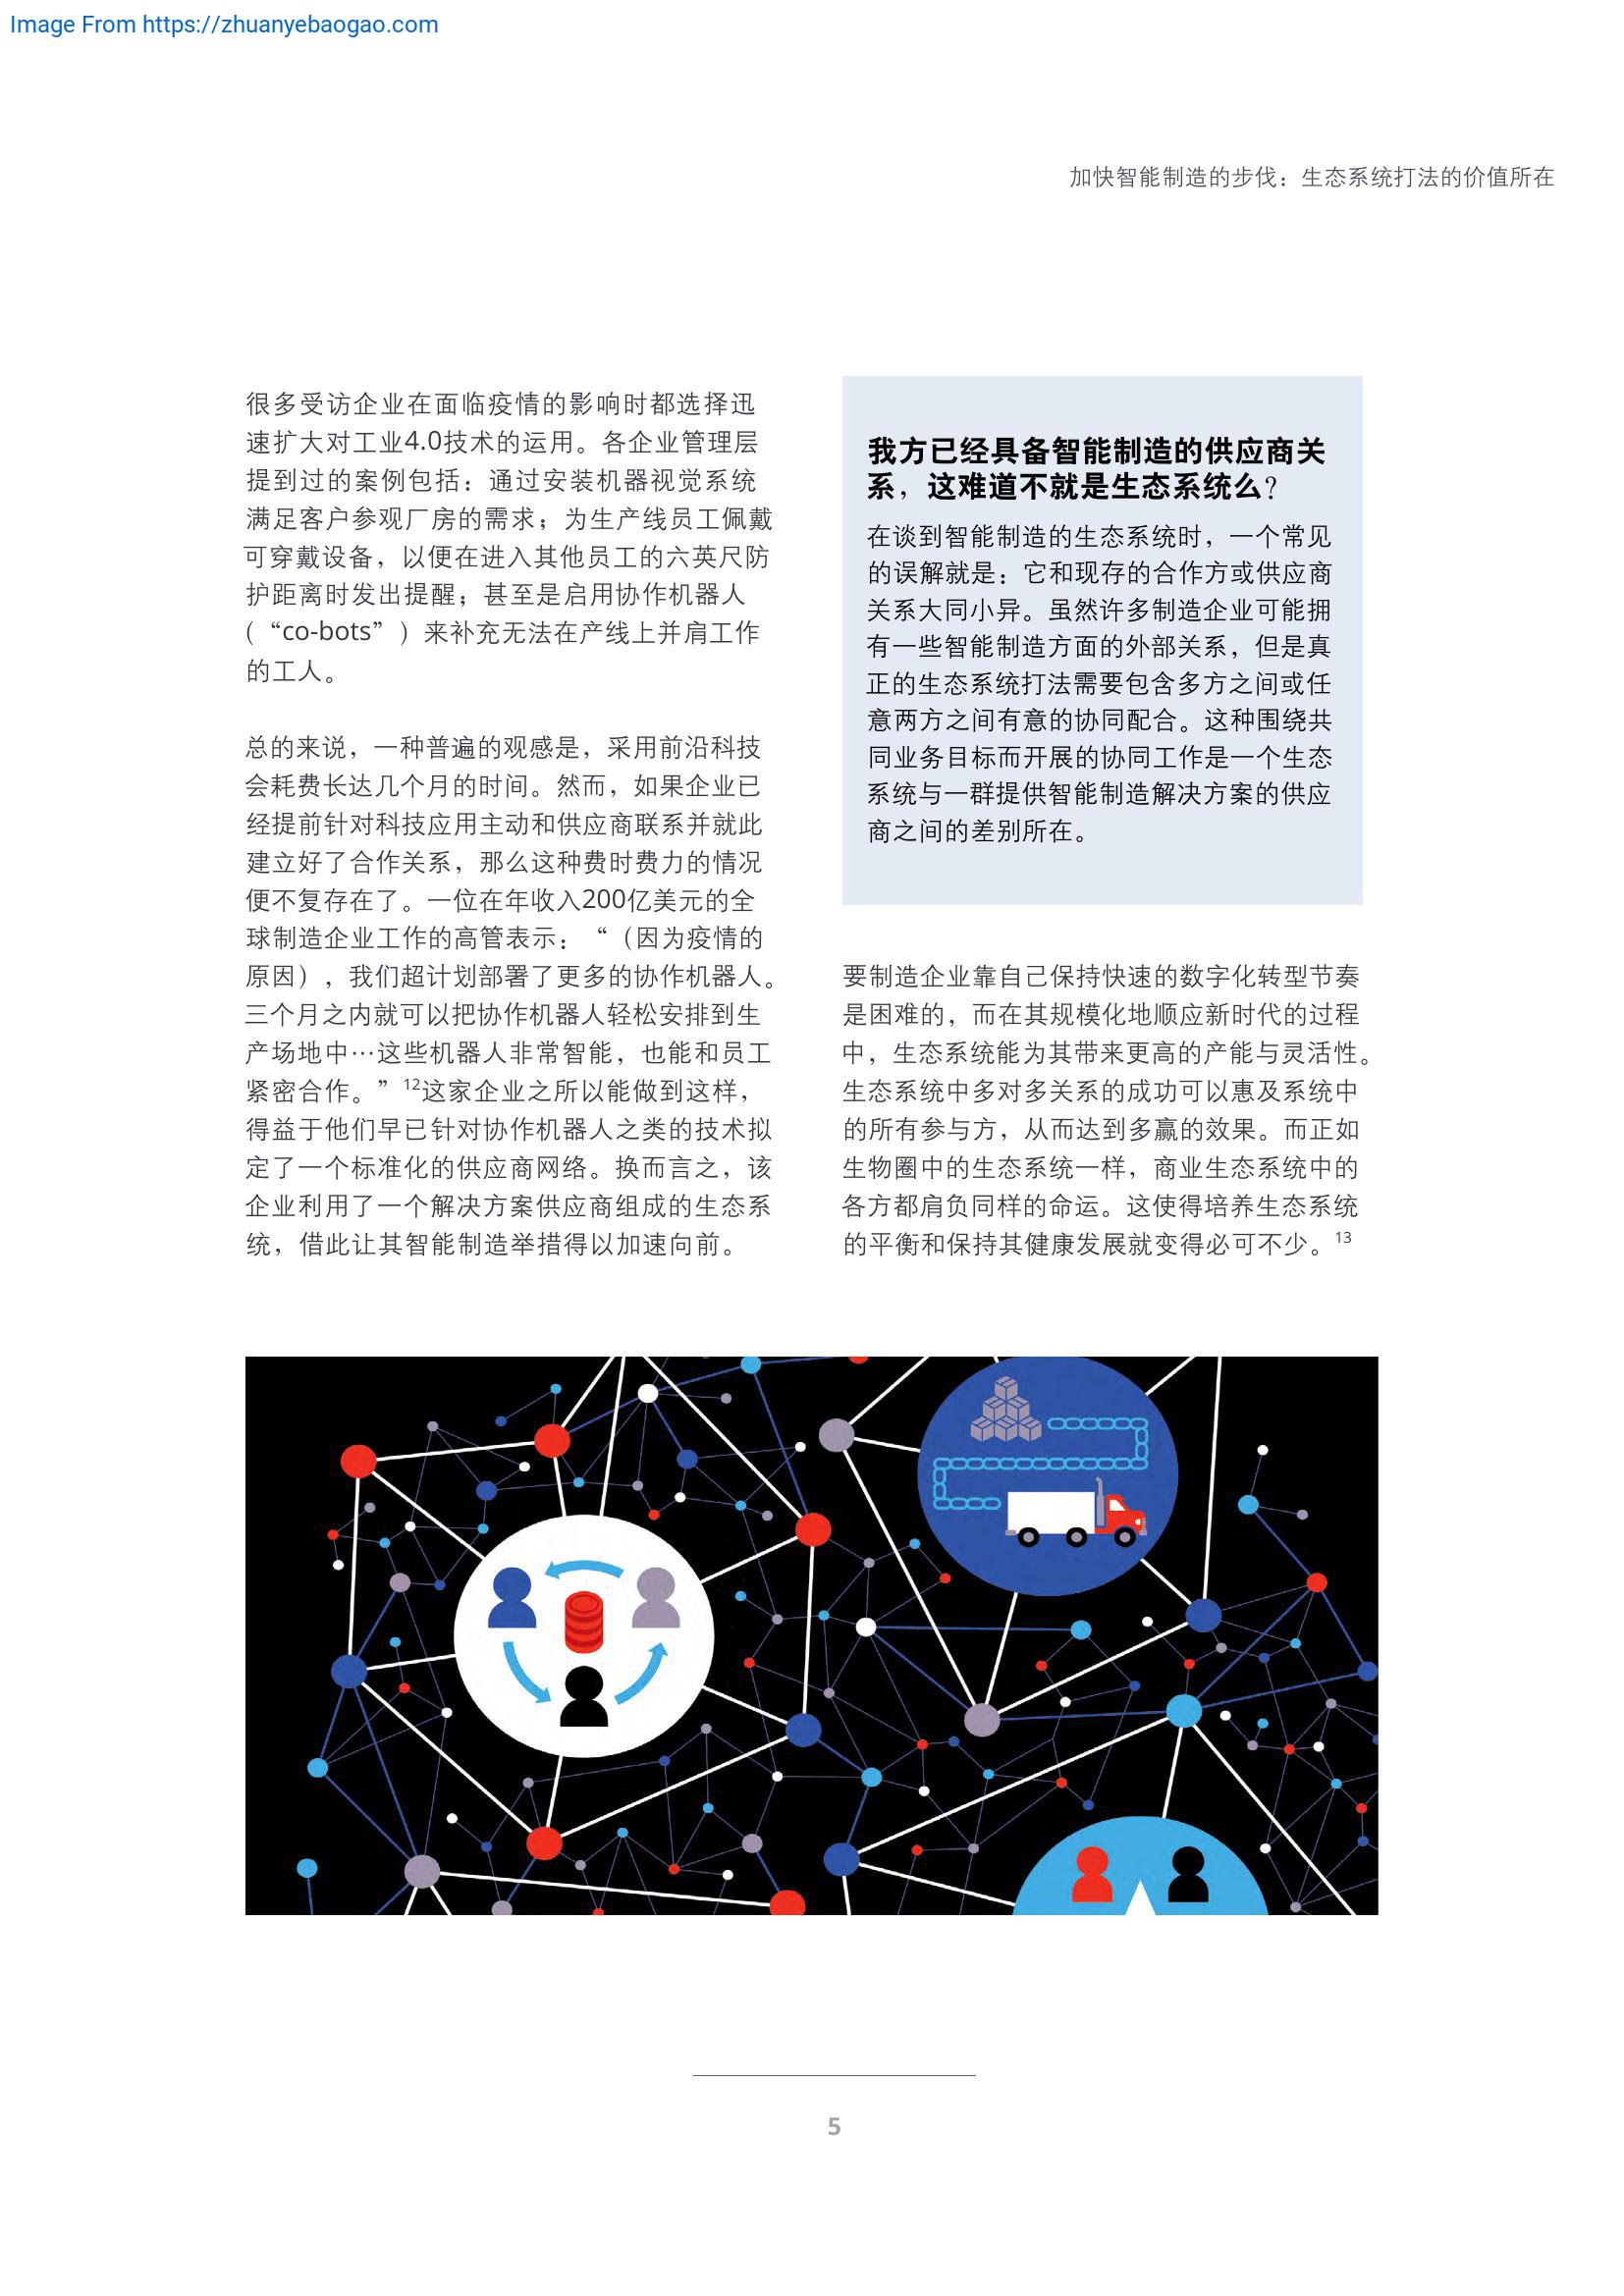 Image From https://zhuanyebaogao.com
加快智能制造的步伐：生态系统打法的价值所在
很多受访企业在面临疫情的影响时都选择迅
速扩大对工业4.0技术的运用。各企业管理层
提到过的案例包括：通过安装机器视觉系统
满足客户参观厂房的需求；为生产线员工佩戴
可穿戴设备，以便在进入其他员工的六英尺防
护距离时发出提醒；甚至是启用协作机器人
（“co-bots”）来补充无法在产线上并肩工作
的工人。
总的来说，一种普遍的观感是，采用前沿科技
会耗费长达几个月的时间。然而，如果企业已
经提前针对科技应用主动和供应商联系并就此
建立好了合作关系，那么这种费时费力的情况
便不复存在了。一位在年收入200亿美元的全
球制造企业工作的高管表示：“（因为疫情的
原因），我们超计划部署了更多的协作机器人。
三个月之内就可以把协作机器人轻松安排到生
产场地中…这些机器人非常智能，也能和员工
紧密合作。”12这家企业之所以能做到这样，
得益于他们早已针对协作机器人之类的技术拟
定了一个标准化的供应商网络。换而言之，该
企业利用了一个解决方案供应商组成的生态系
统，借此让其智能制造举措得以加速向前。
我方已经具备智能制造的供应商关
系，这难道不就是生态系统么？
在谈到智能制造的生态系统时，一个常见
的误解就是：它和现存的合作方或供应商
关系大同小异。虽然许多制造企业可能拥
有一些智能制造方面的外部关系，但是真
正的生态系统打法需要包含多方之间或任
意两方之间有意的协同配合。这种围绕共
同业务目标而开展的协同工作是一个生态
系统与一群提供智能制造解决方案的供应
商之间的差别所在。
要制造企业靠自己保持快速的数字化转型节奏
是困难的，而在其规模化地顺应新时代的过程
中，生态系统能为其带来更高的产能与灵活性。
生态系统中多对多关系的成功可以惠及系统中
的所有参与方，从而达到多赢的效果。而正如
生物圈中的生态系统一样，商业生态系统中的
各方都肩负同样的命运。这使得培养生态系统
的平衡和保持其健康发展就变得必可不少。13
5